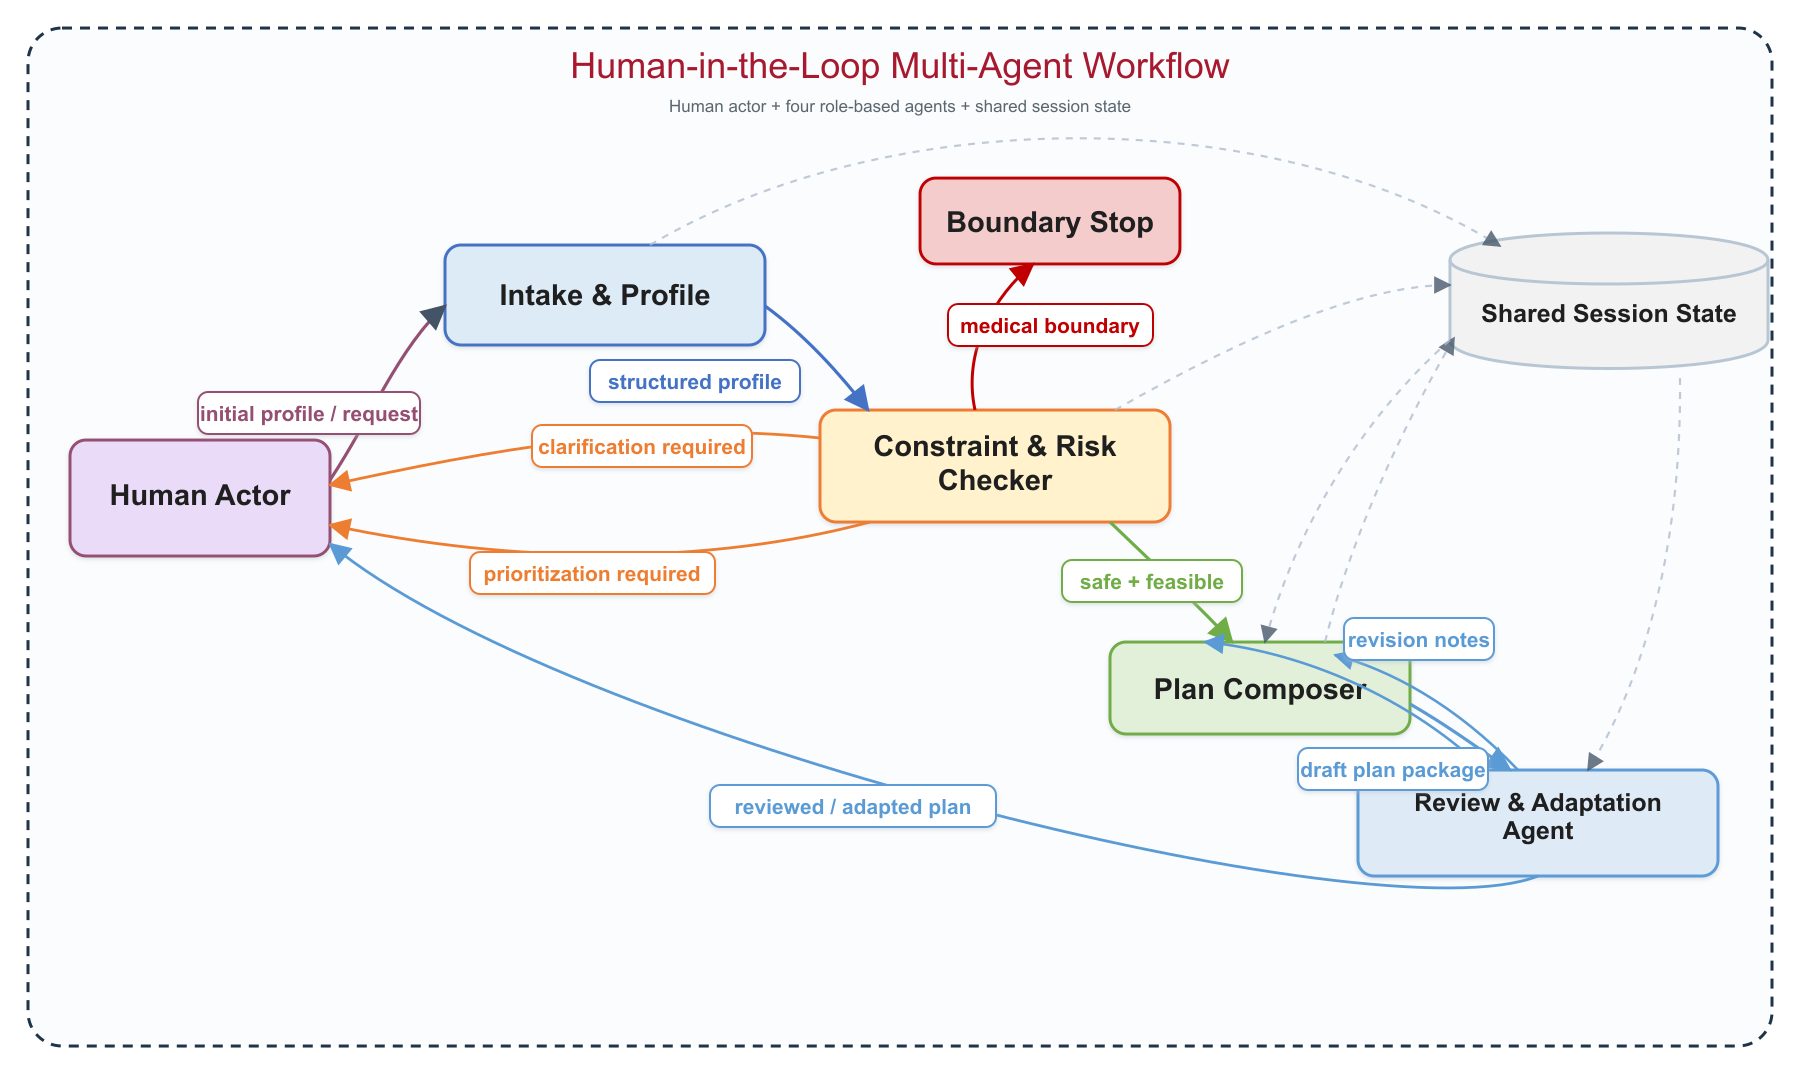 Human-in-the-Loop Multi-Agent Workflow
Human actor + four role-based agents + shared session state
Boundary Stop
Intake & Profile
Shared Session State
medical boundary
structured profile
initial profile / request
clarification required
Constraint & Risk
Checker
Human Actor
prioritization required
safe + feasible
revision notes
Plan Composer
draft plan package
reviewed / adapted plan
Review & Adaptation
Agent